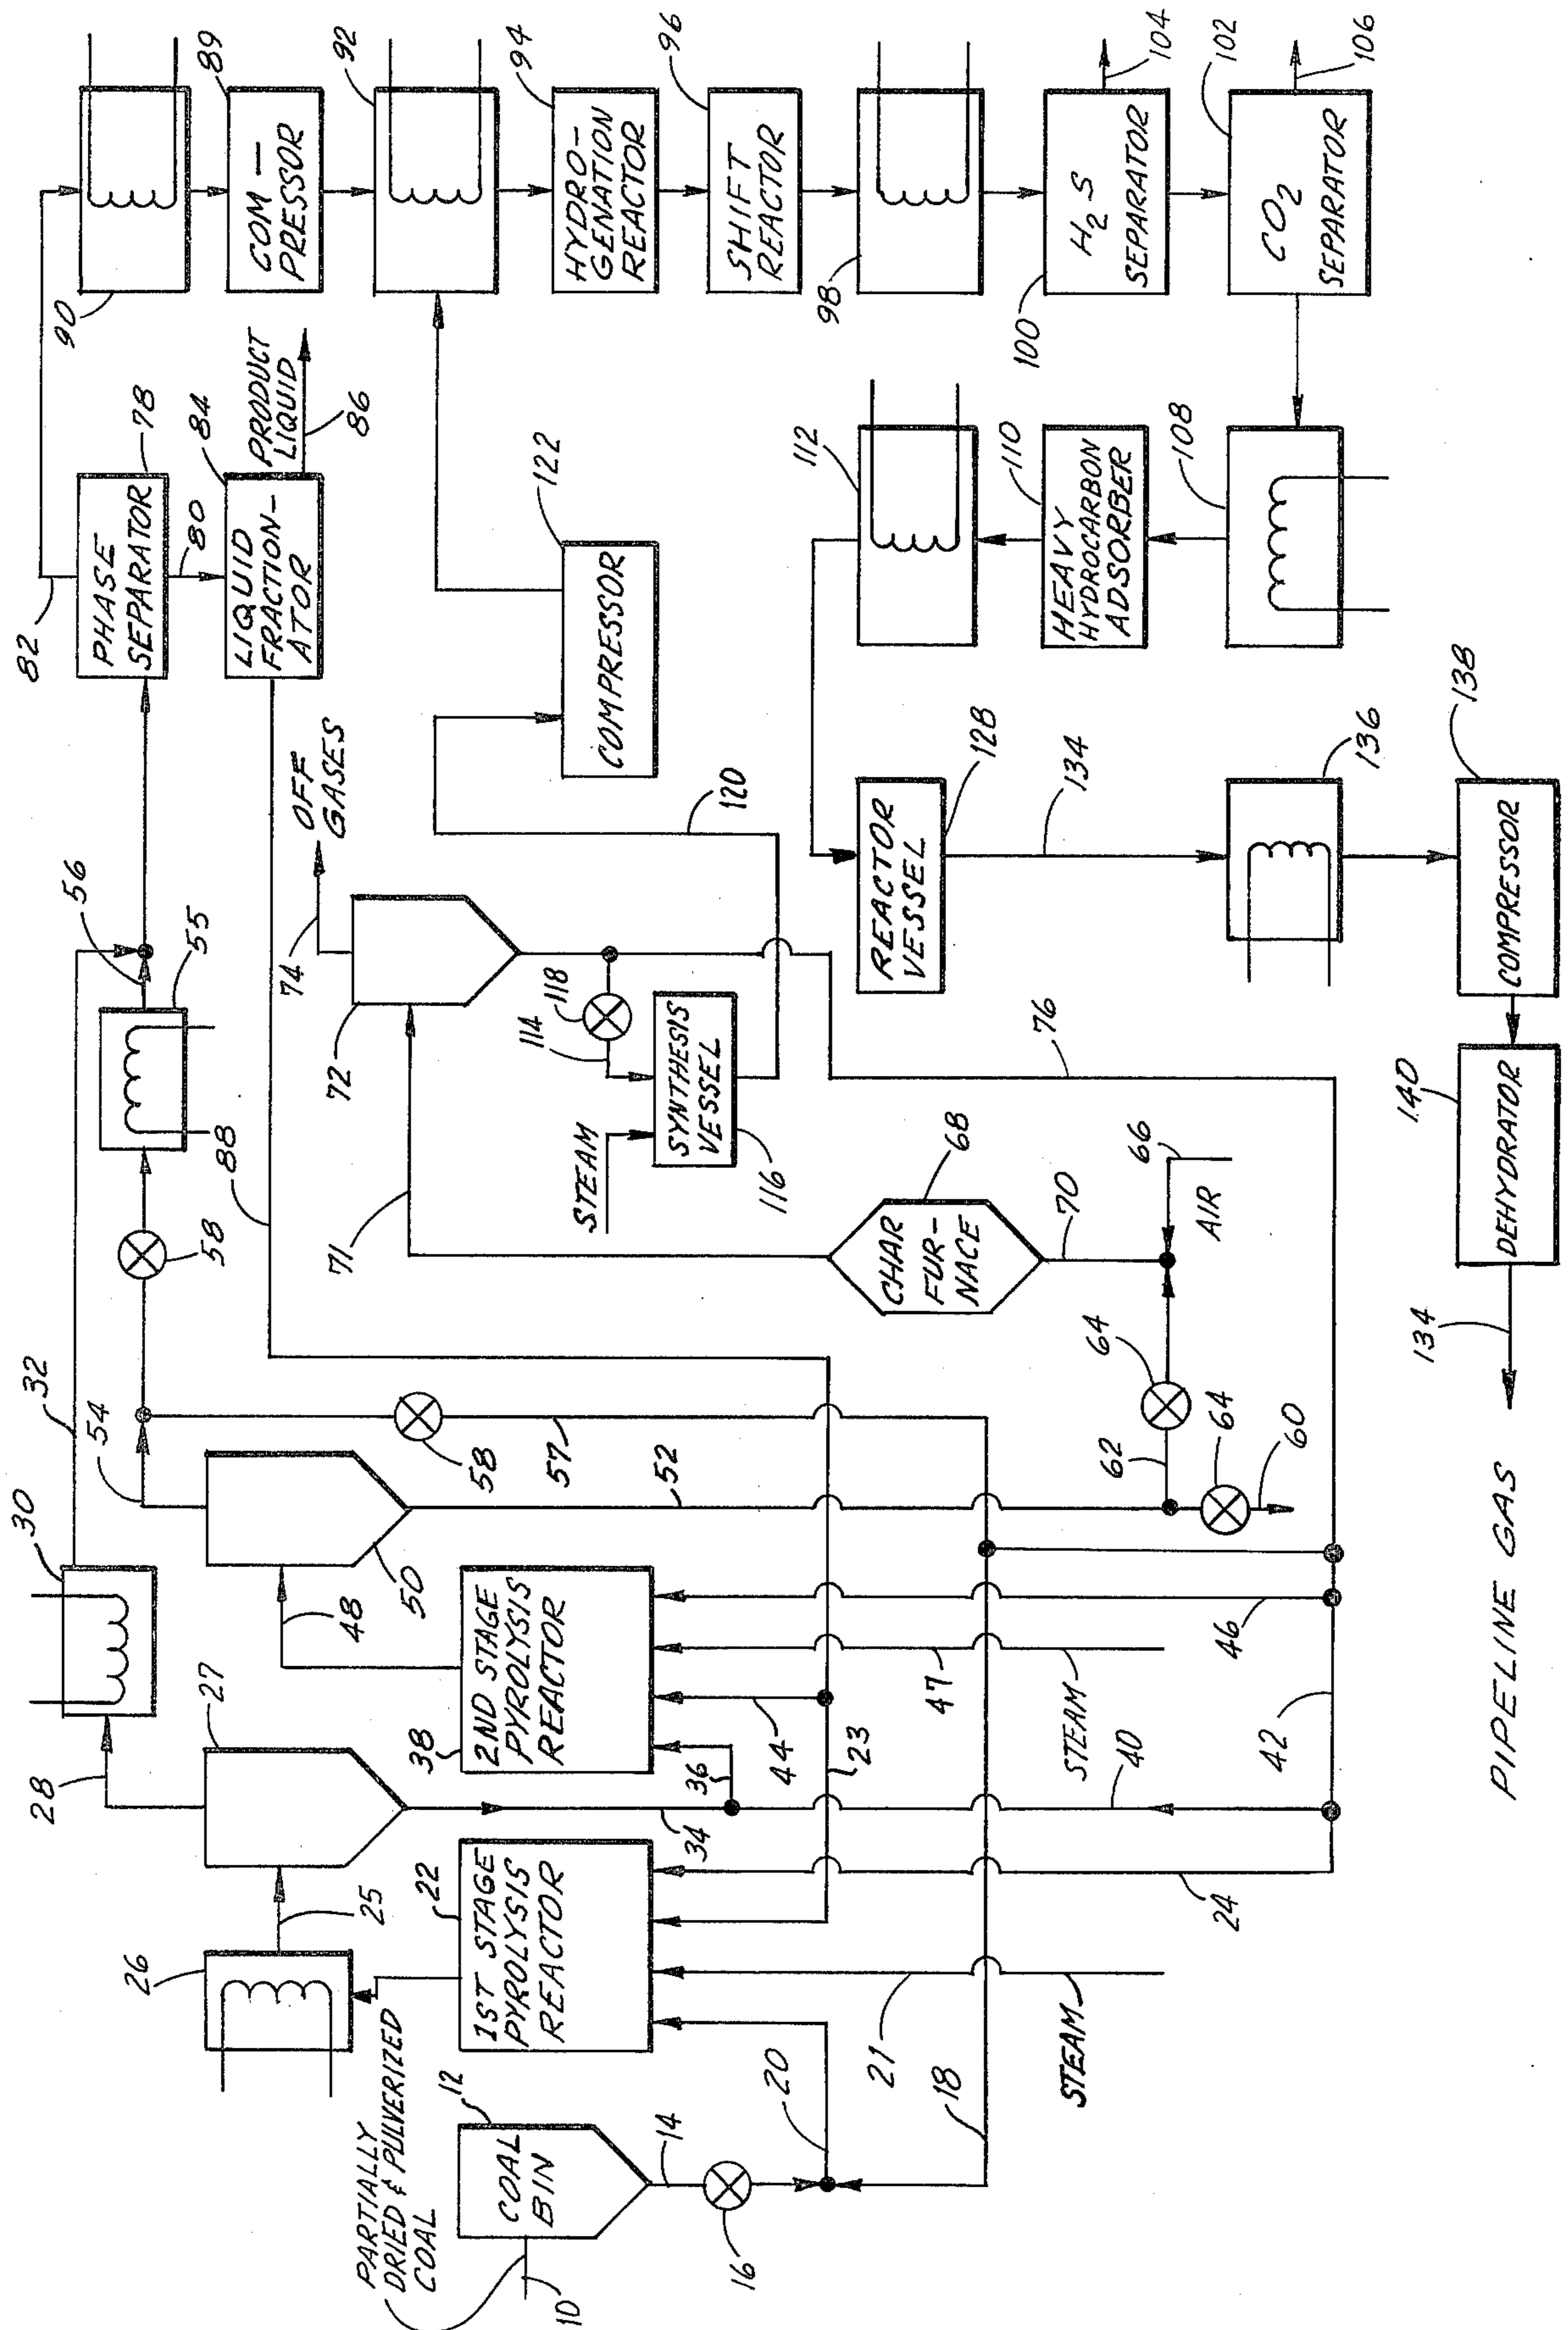 PARTIALLY
DRIED & PULVERIZED
COAL
10
COAL
BIN
12
14
16
18
20
21
STEAM
1ST STAGE
PYROLYSIS
REACTOR
22
23
24
25
26
27
28
30
32
34
36
38
2ND STAGE
PYROLYSIS
REACTOR
40
42
44
46
47
STEAM
48
50
52
54
55
56
57
58
58
60
62
64
64
66
AIR
CHAR
FUR-
NACE
68
70
71
72
74
OFF
GASES
76
PHASE
SEPARATOR
78
80
82
LIQUID
FRACTION-
ATOR
84
PRODUCT
LIQUID
86
88
90
COM-
PRESSOR
89
92
HYDRO-
GENATION
REACTOR
94
SHIFT
REACTOR
96
98
H2S
SEPARATOR
100
104
CO2
SEPARATOR
102
106
108
HEAVY
HYDROCARBON
ADSORBER
110
112
114
118
STEAM
SYNTHESIS
VESSEL
116
120
COMPRESSOR
122
REACTOR
VESSEL
128
134
136
COMPRESSOR
138
DEHYDRATOR
140
134
PIPELINE GAS